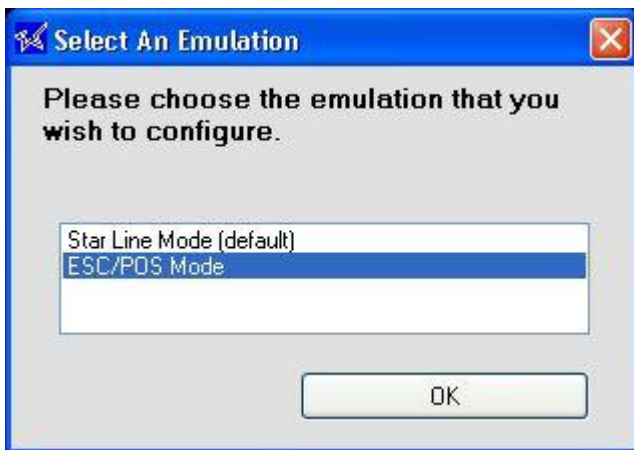 Select An Emulation
Please choose the emulation that you
wish to configure.
Star Line Mode (default)
ESC/POS Mode
OK